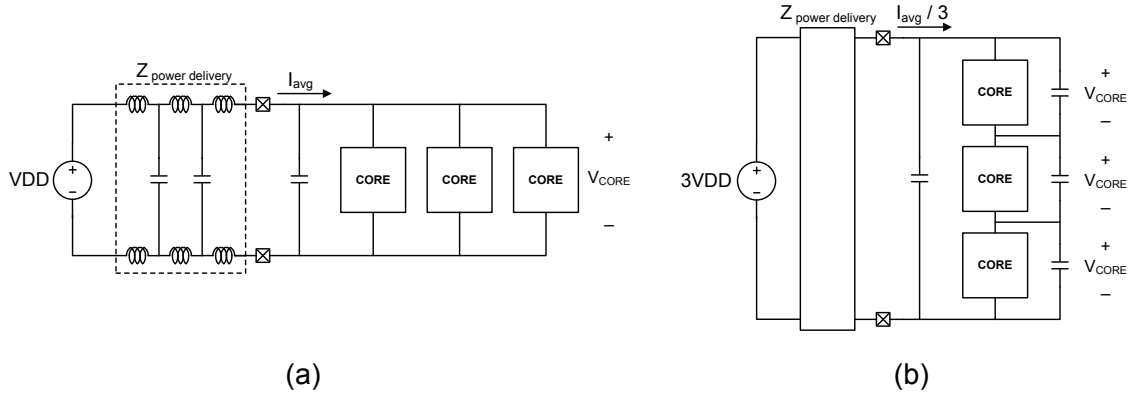 Z power delivery
I avg
VDD
+
–
CORE
CORE
CORE
+
V CORE
–
(a)
Z power delivery
I avg / 3
3VDD
+
–
CORE
CORE
CORE
+
V CORE
–
+
V CORE
–
+
V CORE
–
(b)